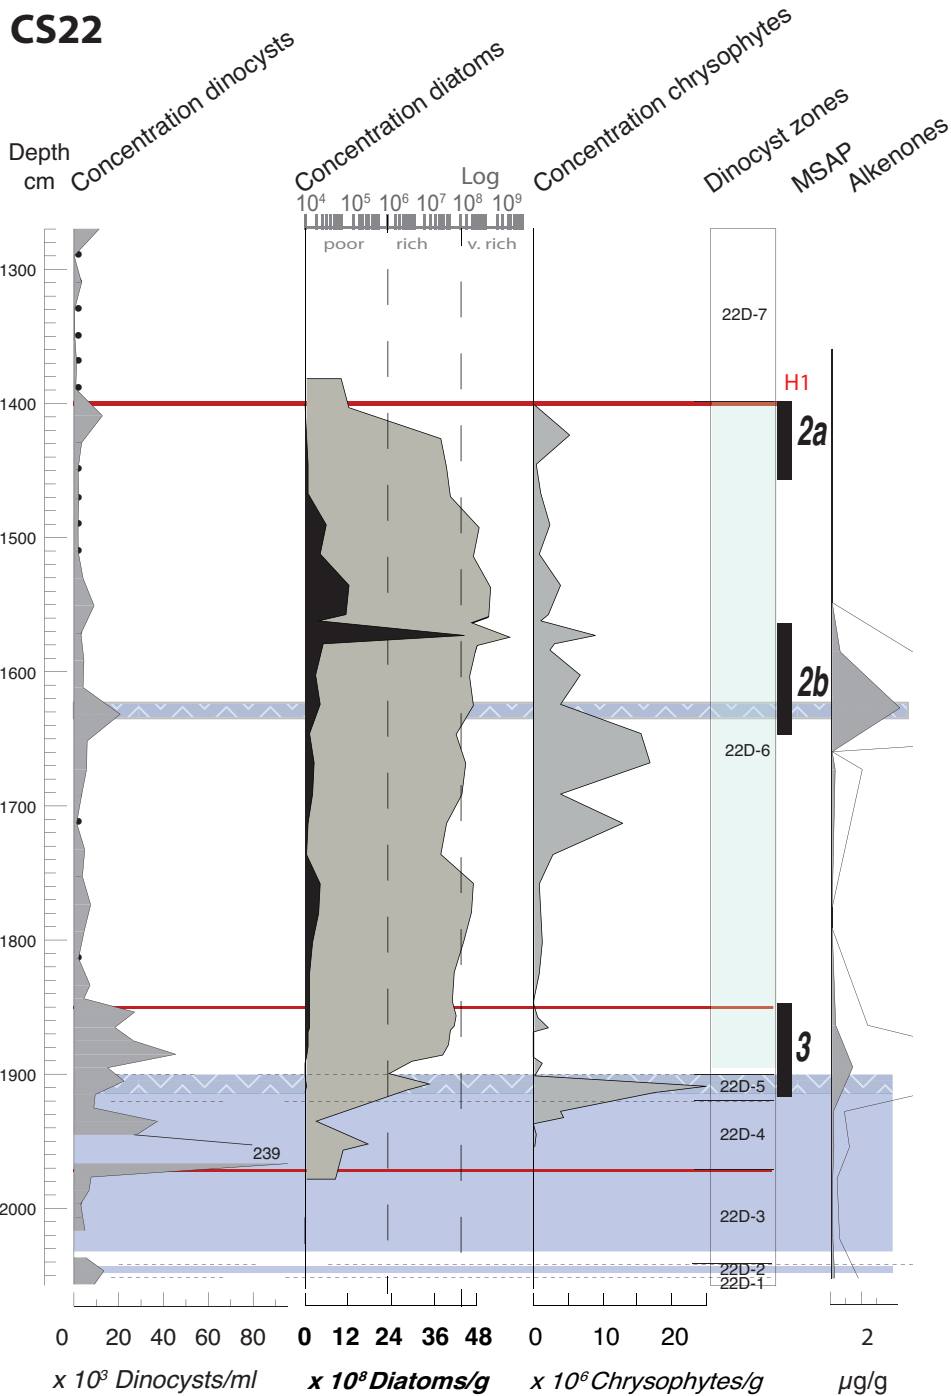 CS22
Concentration dinocysts
Concentration diatoms
Concentration chrysophytes
Dinocyst zones
MSAP
Alkenones
Depth
cm
Log
10⁴ 10⁵ 10⁶ 10⁷ 10⁸ 10⁹
poor rich v. rich
1300
22D-7
H1
1400
2a
1500
1600
2b
22D-6
1700
1800
3
1900
22D-5
22D-4
239
2000
22D-3
22D-2
22D-1
0 20 40 60 80
0 12 24 36 48
0 10 20
2
x 10³ Dinocysts/ml
x 10⁸ Diatoms/g
x 10⁶ Chrysophytes/g
µg/g